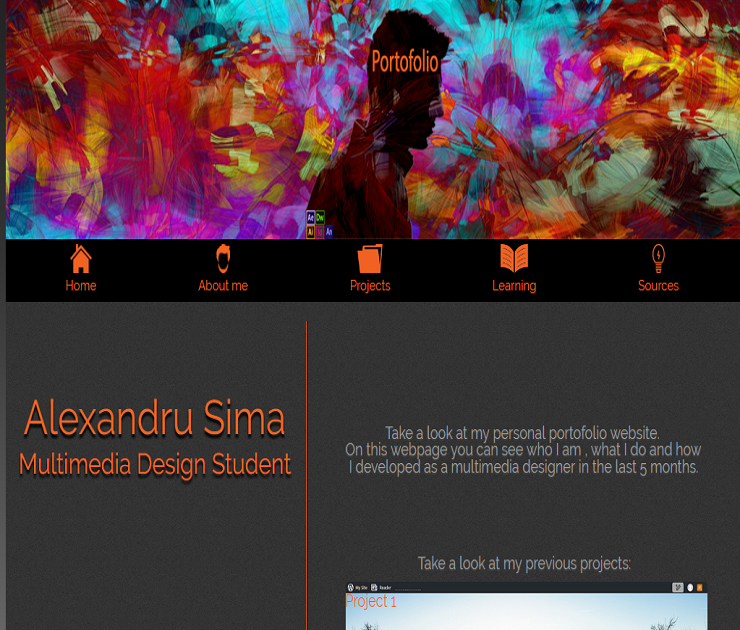 Portofolio
Ae Dw
Ai Id An
Home
About me
Projects
Learning
Sources
Alexandru Sima
Multimedia Design Student
Take a look at my personal portofolio website.
On this webpage you can see who I am , what I do and how
I developed as a multimedia designer in the last 5 months.
Take a look at my previous projects:
My Site Reader
Project 1